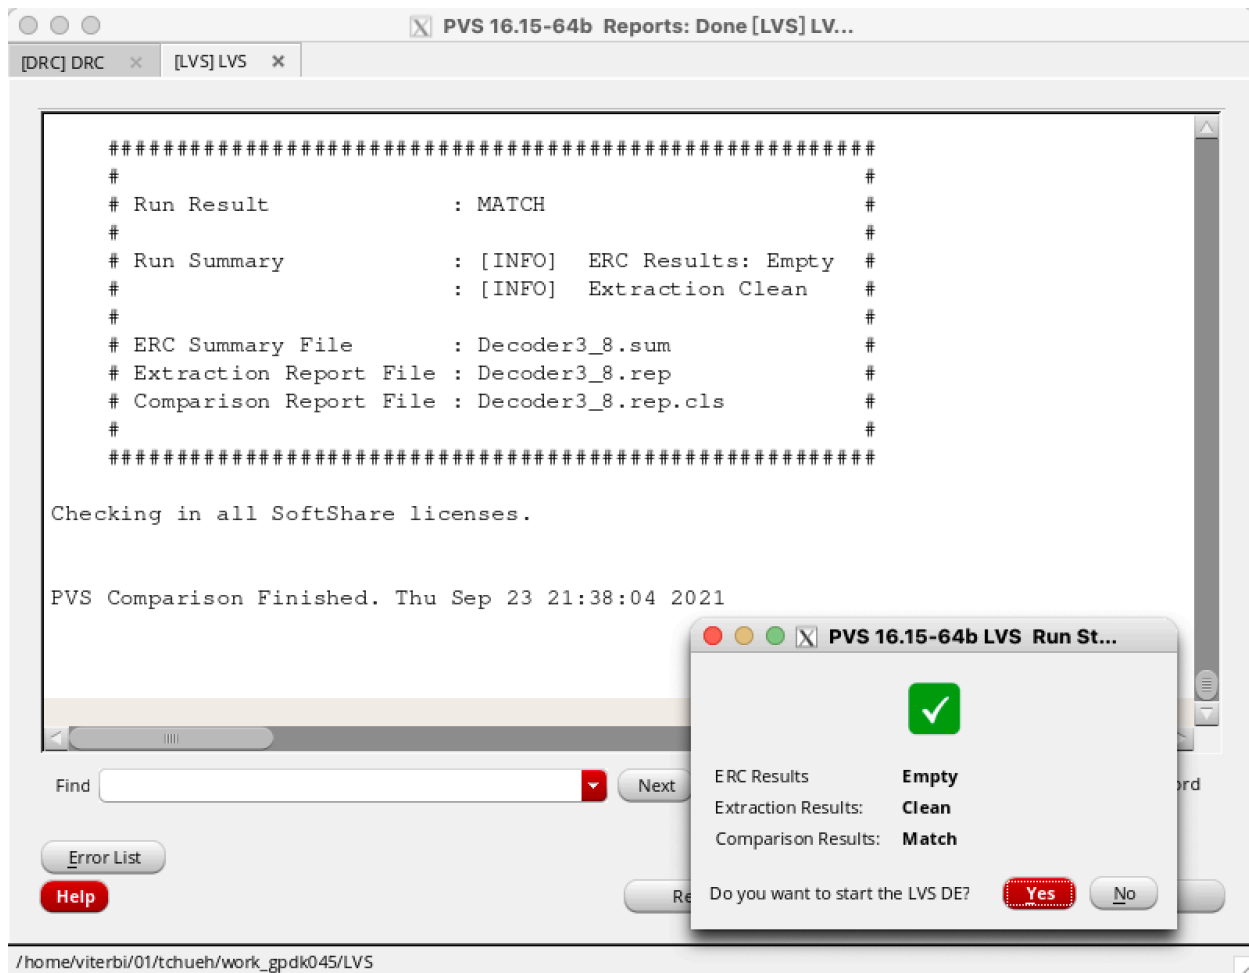 PVS 16.15-64b Reports: Done [LVS] LV...
[DRC] DRC × [LVS] LVS ×
#########################################################
# #
# Run Result : MATCH #
# #
# Run Summary : [INFO] ERC Results: Empty #
# : [INFO] Extraction Clean #
# #
# ERC Summary File : Decoder3_8.sum #
# Extraction Report File : Decoder3_8.rep #
# Comparison Report File : Decoder3_8.rep.cls #
# #
#########################################################
Checking in all SoftShare licenses.
PVS Comparison Finished. Thu Sep 23 21:38:04 2021
Find Next
Error List
Help
PVS 16.15-64b LVS Run St...
ERC Results Empty
Extraction Results: Clean
Comparison Results: Match
Do you want to start the LVS DE? Yes No
/home/viterbi/01/tchueh/work_gpdk045/LVS